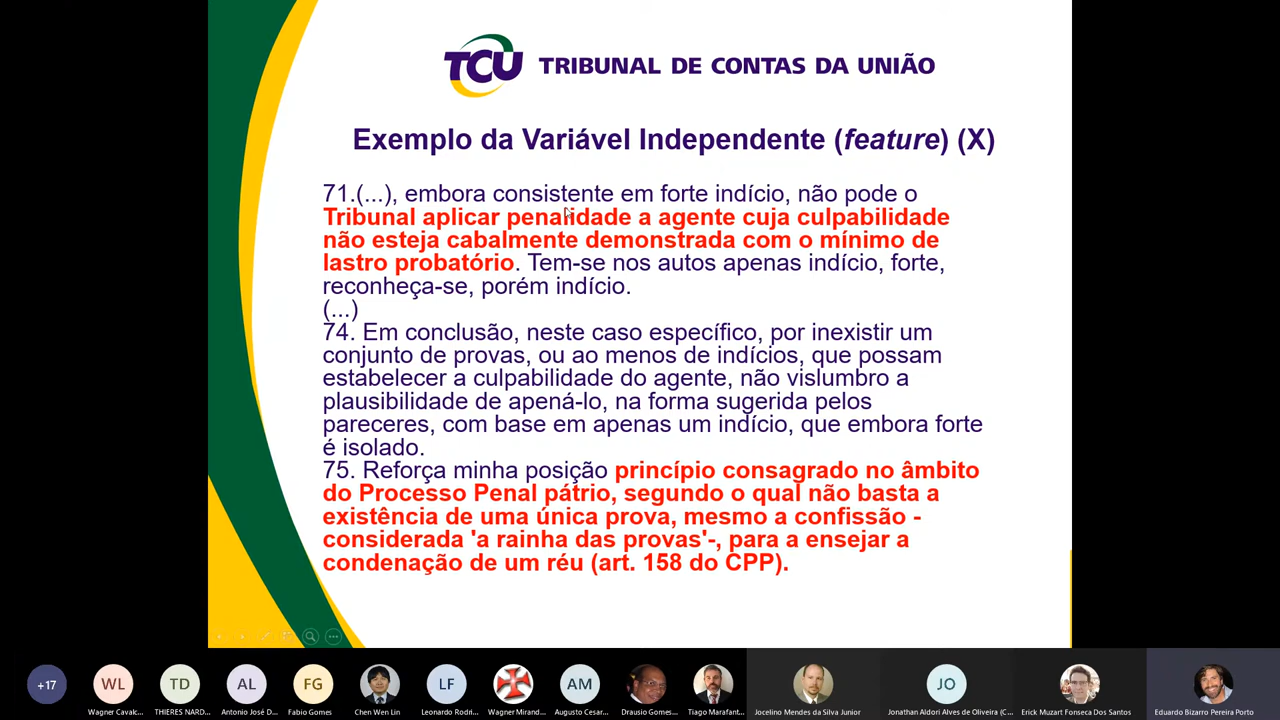 TCU TRIBUNAL DE CONTAS DA UNIÃO
Exemplo da Variável Independente (feature) (X)
71.(...), embora consistente em forte indício, não pode o
Tribunal aplicar penalidade a agente cuja culpabilidade
não esteja cabalmente demonstrada com o mínimo de
lastro probatório. Tem-se nos autos apenas indício, forte,
reconheça-se, porém indício.
(...)
74. Em conclusão, neste caso específico, por inexistir um
conjunto de provas, ou ao menos de indícios, que possam
estabelecer a culpabilidade do agente, não vislumbro a
plausibilidade de apená-lo, na forma sugerida pelos
pareceres, com base em apenas um indício, que embora forte
é isolado.
75. Reforça minha posição princípio consagrado no âmbito
do Processo Penal pátrio, segundo o qual não basta a
existência de uma única prova, mesmo a confissão -
considerada 'a rainha das provas'-, para a ensejar a
condenação de um réu (art. 158 do CPP).
+17 WL TD AL FG LF AM JO
Wagner Cavalc... THIERES NARD... Antonio José D... Fabio Gomes Chen Wen Lin Leonardo Rodri... Wagner Mirand... Augusto Cesar... Drausio Gomes... Tiago Marafant... Jocelino Mendes da Silva Junior Jonathan Aldori Alves de Oliveira (C... Erick Muzart Fonseca Dos Santos Eduardo Bizarro Pereira Porto